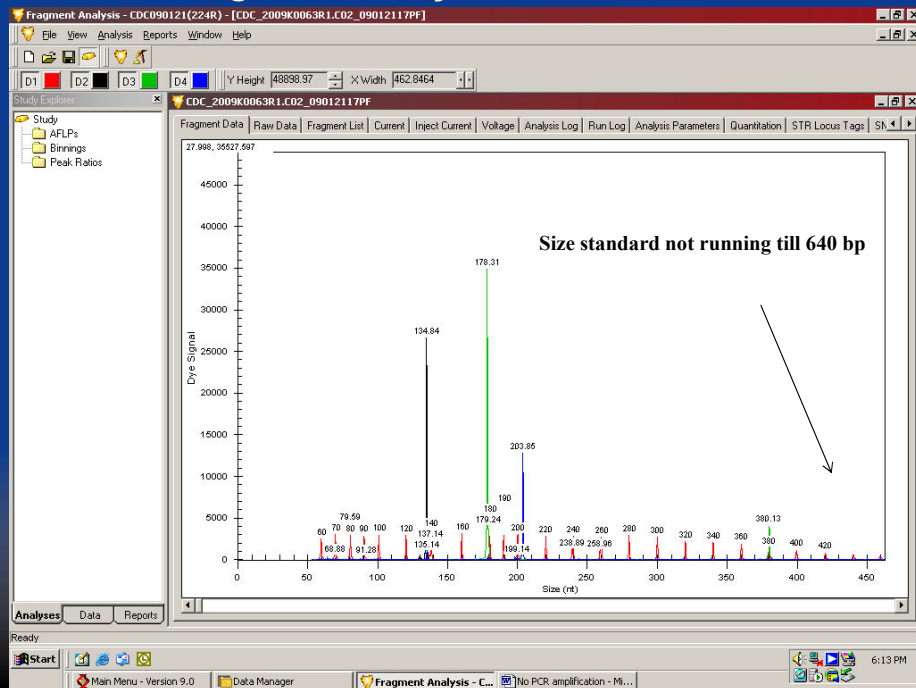 Fragment Analysis - CDC090121(224R) - [CDC_2009K0063R1.C02_09012117PF]
File View Analysis Reports Window Help
D1 D2 D3 D4 Y Height 48898.97 X Width 462.8464
Study Explorer
CDC_2009K0063R1.C02_09012117PF
Study
AFLPs
Binnings
Peak Ratios
Fragment Data Raw Data Fragment List Current Inject Current Voltage Analysis Log Run Log Analysis Parameters Quantitation STR Locus Tags
27.998, 35527.597
45000
40000
Size standard not running till 640 bp
178.31
35000
30000
134.84
25000
Dye Signal
20000
15000
203.85
10000
190
5000
79.59 140 180 380.13
60 70 80 90 100 120 137.14 160 179.24 200 220 240 260 280 300 320 340 360 380 400 420
68.88 91.28 135.14 199.14 238.89 258.96
0
0 50 100 150 200 250 300 350 400 450
Size (nt)
Analyses Data Reports
Ready
Start 6:13 PM
Main Menu - Version 9.0 Data Manager Fragment Analysis - C... No PCR amplification - Mi...